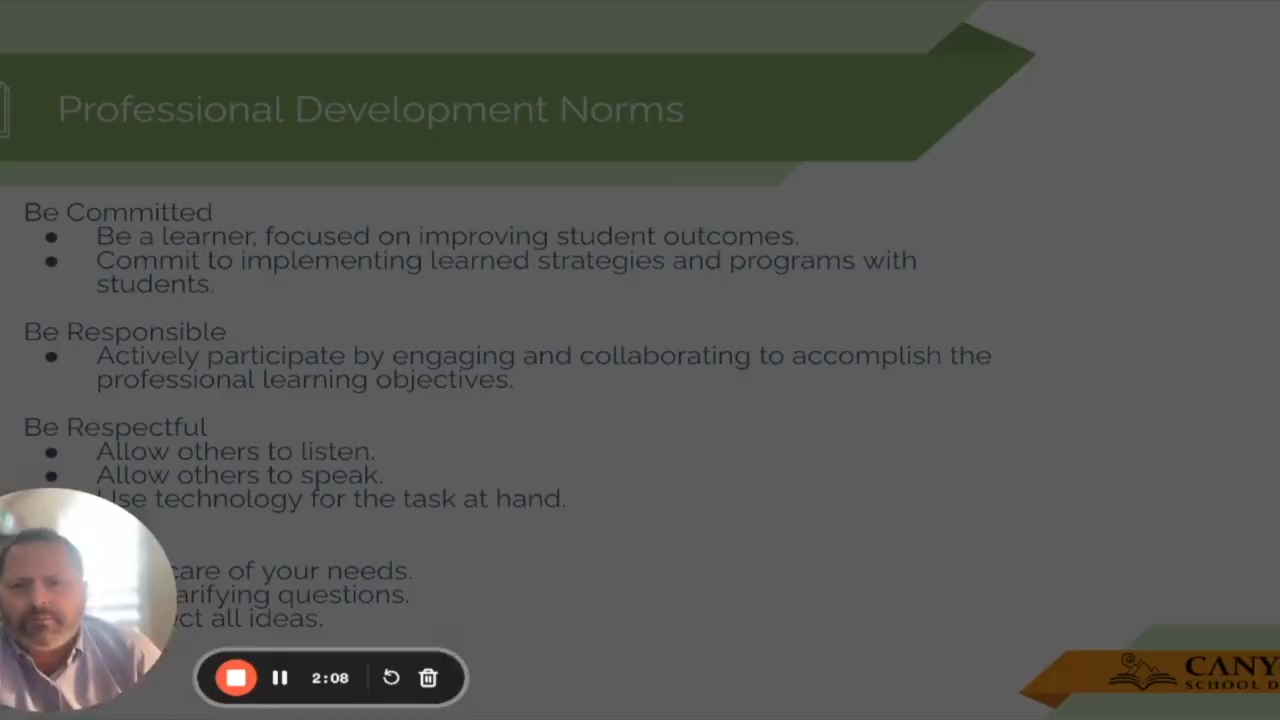 Professional Development Norms
Be Committed
● Be a learner, focused on improving student outcomes.
● Commit to implementing learned strategies and programs with
students.
Be Responsible
● Actively participate by engaging and collaborating to accomplish the
professional learning objectives.
Be Respectful
● Allow others to listen.
● Allow others to speak.
Use technology for the task at hand.
care of your needs.
arifying questions.
ect all ideas.
2:08
CANY
SCHOOL D